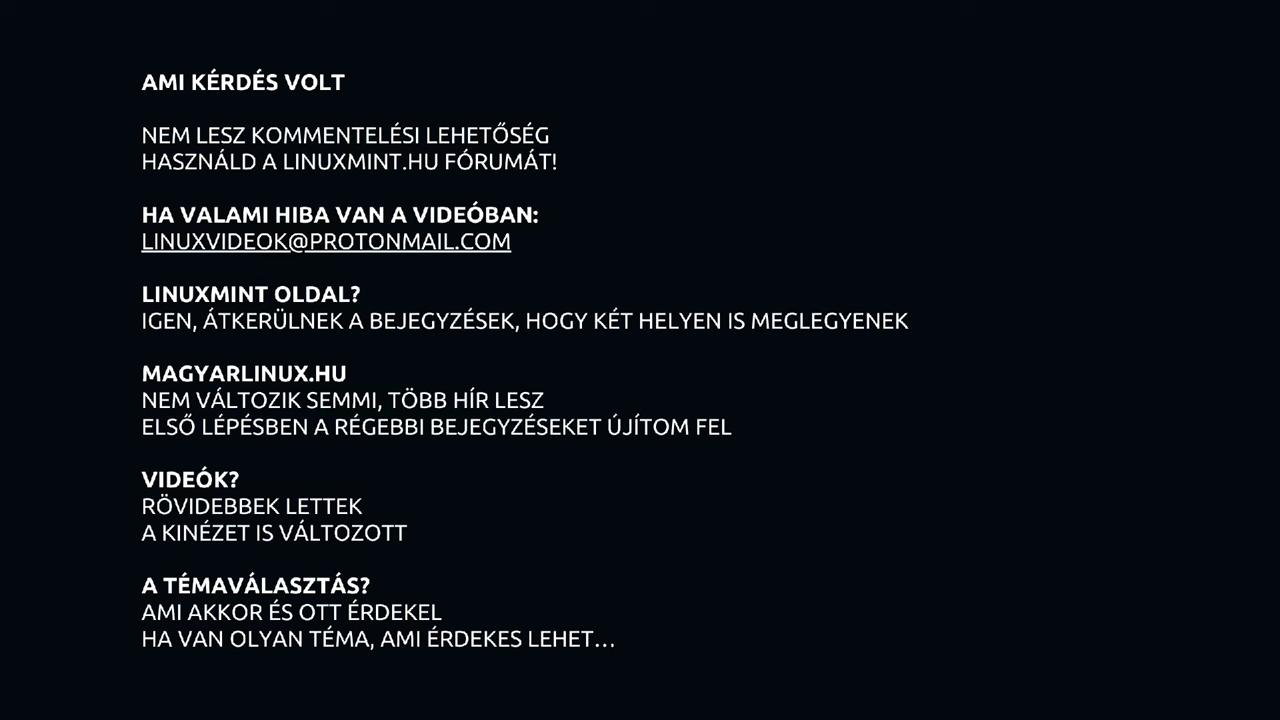 AMI KÉRDÉS VOLT
NEM LESZ KOMMENTELÉSI LEHETŐSÉG
HASZNÁLD A LINUXMINT.HU FÓRUMÁT!
HA VALAMI HIBA VAN A VIDEÓBAN:
LINUXVIDEOK@PROTONMAIL.COM
LINUXMINT OLDAL?
IGEN, ÁTKERÜLNEK A BEJEGYZÉSEK, HOGY KÉT HELYEN IS MEGLEGYENEK
MAGYARLINUX.HU
NEM VÁLTOZIK SEMMI, TÖBB HÍR LESZ
ELSŐ LÉPÉSBEN A RÉGEBBI BEJEGYZÉSEKET ÚJÍTOM FEL
VIDEÓK?
RÖVIDEBBEK LETTEK
A KINÉZET IS VÁLTOZOTT
A TÉMAVÁLASZTÁS?
AMI AKKOR ÉS OTT ÉRDEKEL
HA VAN OLYAN TÉMA, AMI ÉRDEKES LEHET…